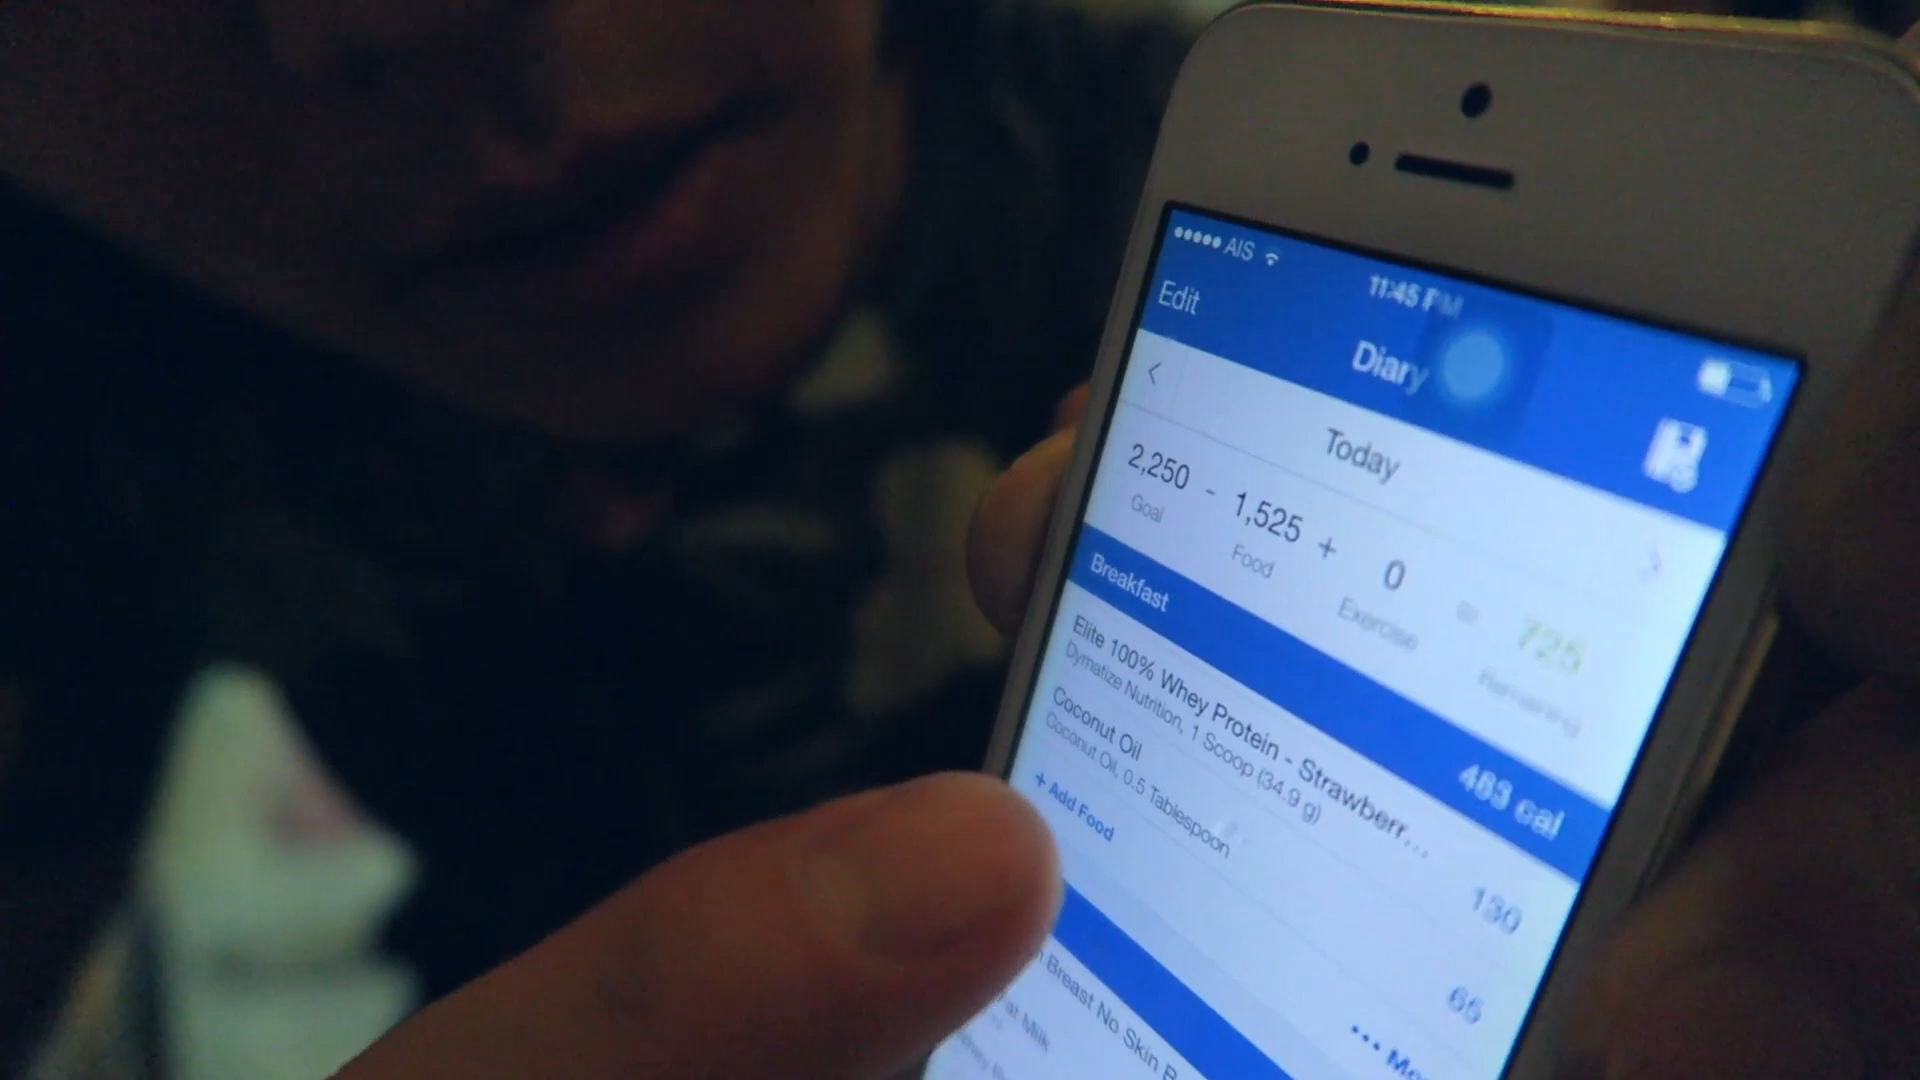 AIS
11:45 PM
Edit
Diary
Today
2,250 - 1,525 + 0 = 725
Goal Food Exercise Remaining
Breakfast 483 cal
Elite 100% Whey Protein - Strawberr... 130
Dymatize Nutrition, 1 Scoop (34.9 g)
Coconut Oil 65
Coconut Oil, 0.5 Tablespoon
+ Add Food
Breast No Skin
Milk